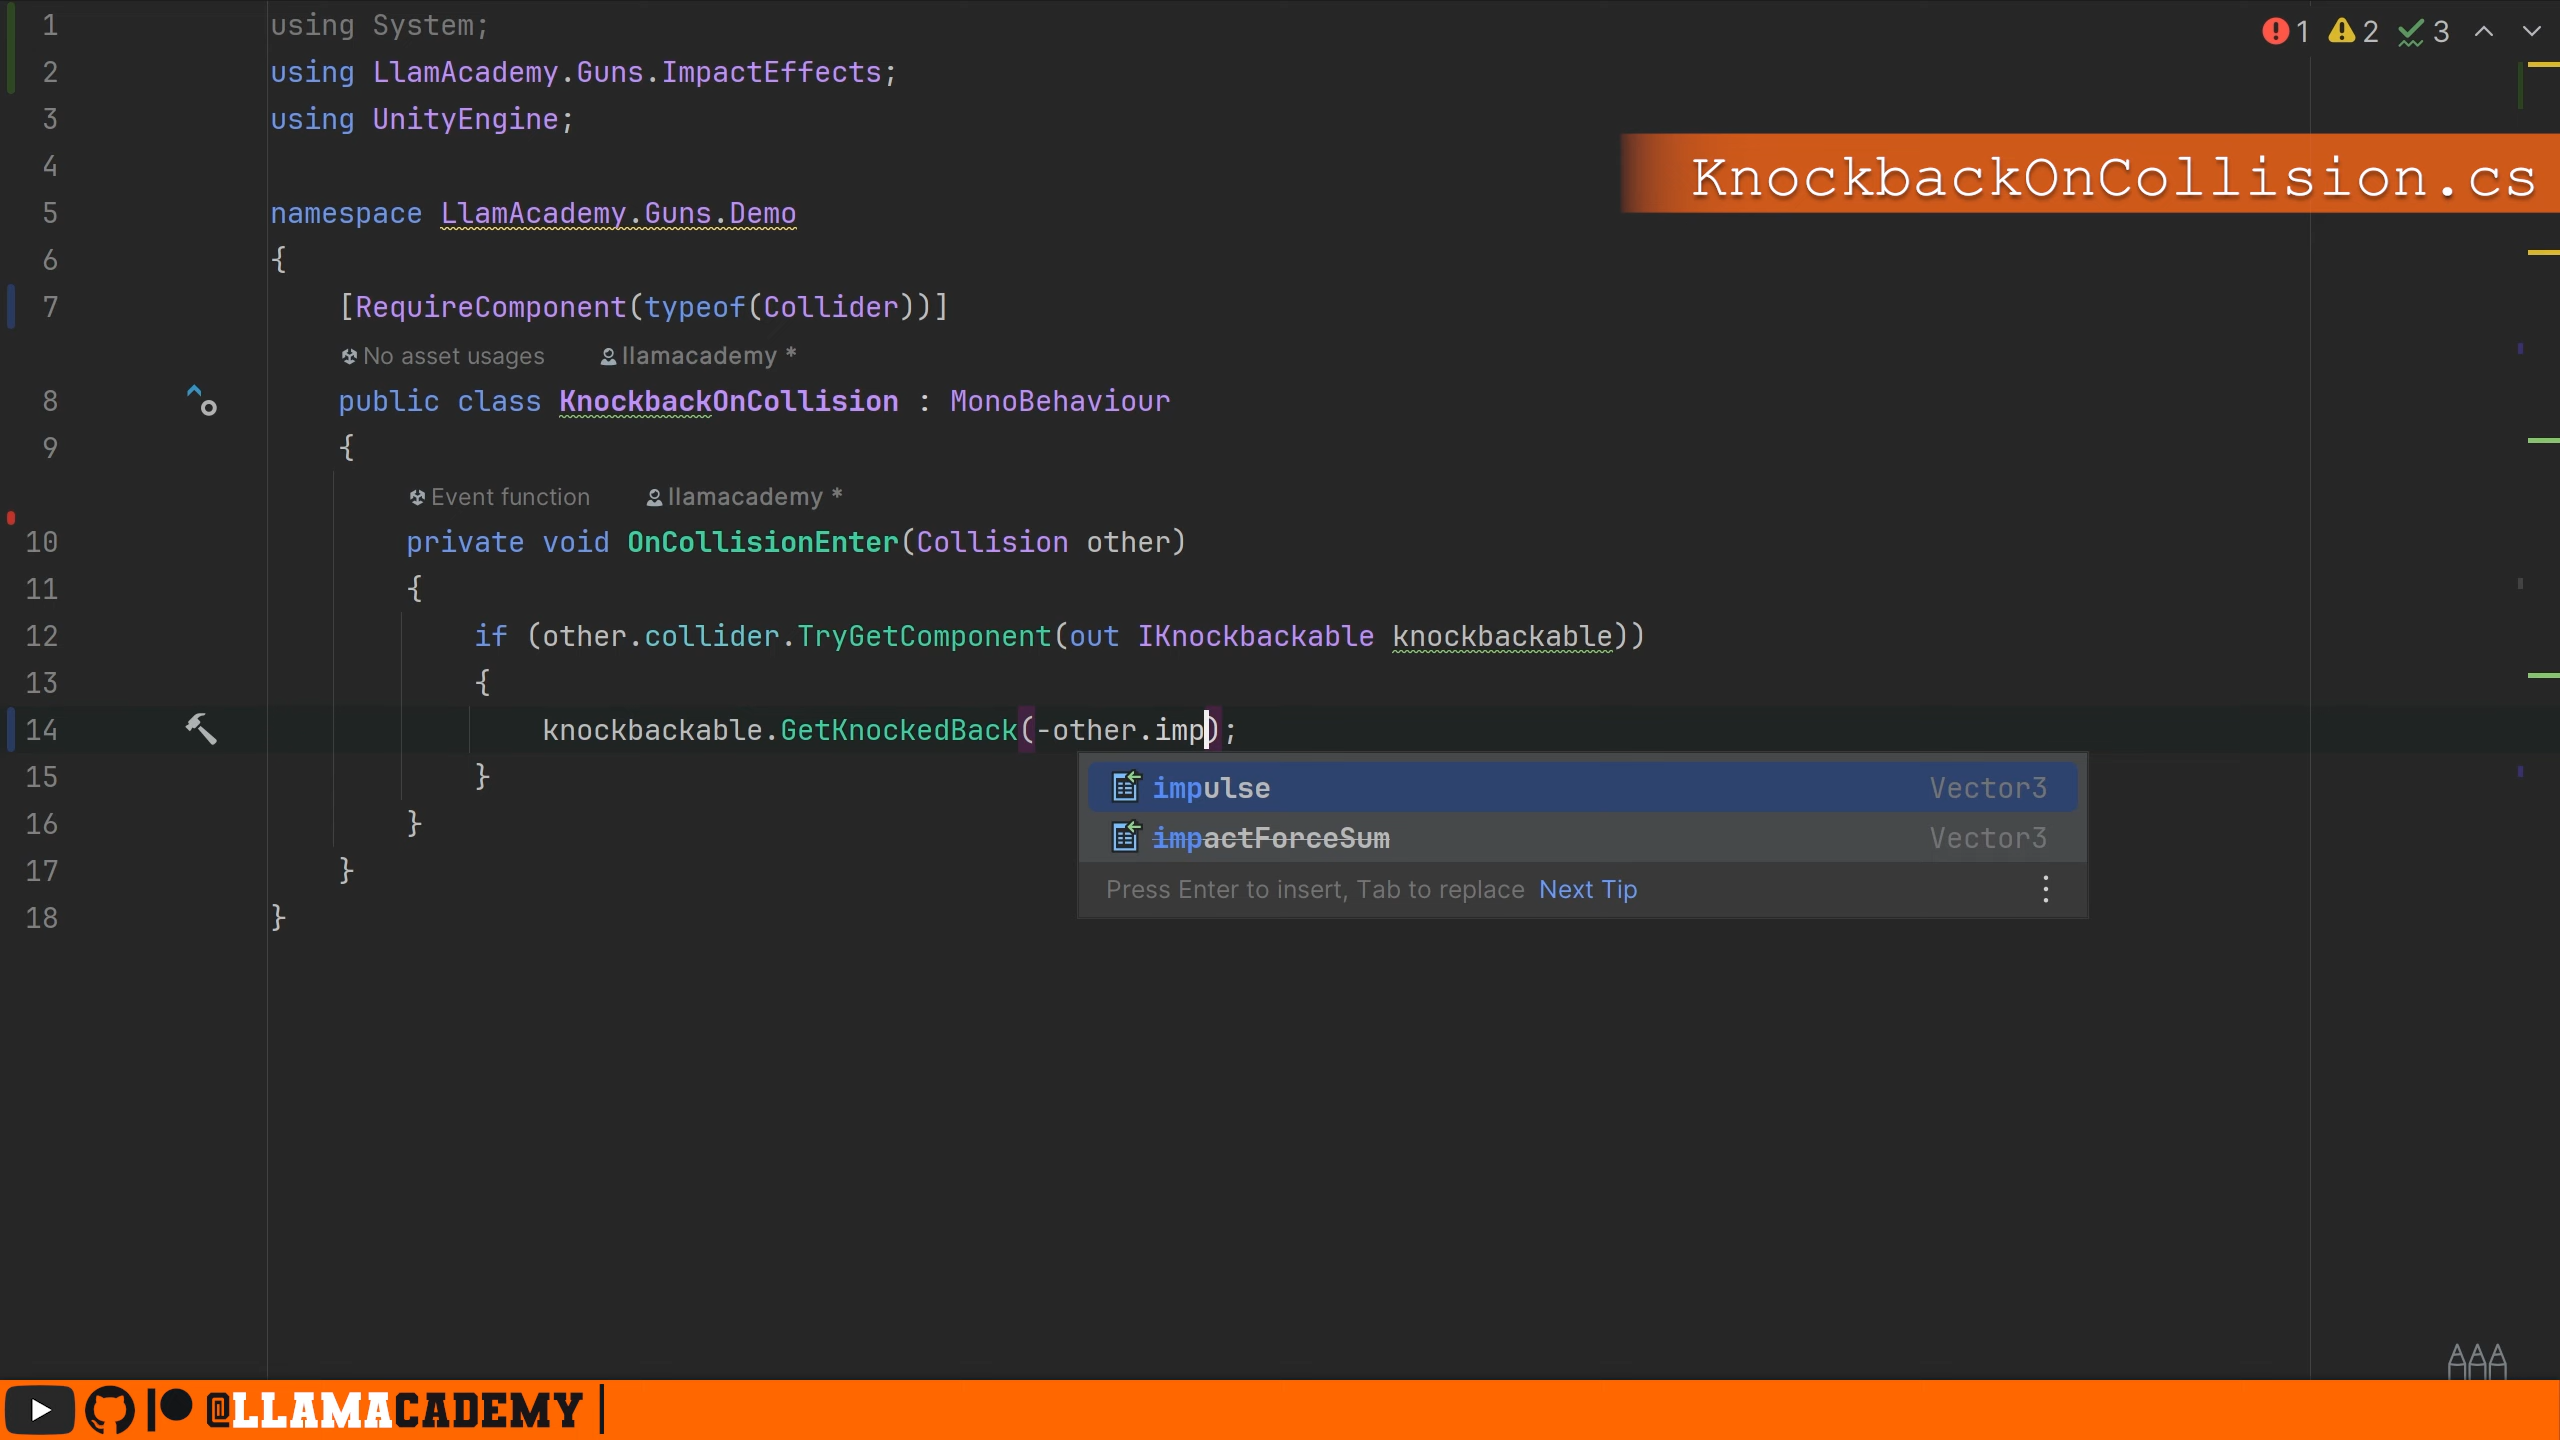 1 using System;
2 using LlamAcademy.Guns.ImpactEffects;
3 using UnityEngine;
4
5 namespace LlamAcademy.Guns.Demo
6 {
7 [RequireComponent(typeof(Collider))]
No asset usages llamacademy *
8 public class KnockbackOnCollision : MonoBehaviour
9 {
Event function llamacademy *
10 private void OnCollisionEnter(Collision other)
11 {
12 if (other.collider.TryGetComponent(out IKnockbackable knockbackable))
13 {
14 knockbackable.GetKnockedBack(-other.imp);
15 }
16 }
17 }
18 }
1 2 3
KnockbackOnCollision.cs
impulse Vector3
impactForceSum Vector3
Press Enter to insert, Tab to replace Next Tip
@LLAMACADEMY